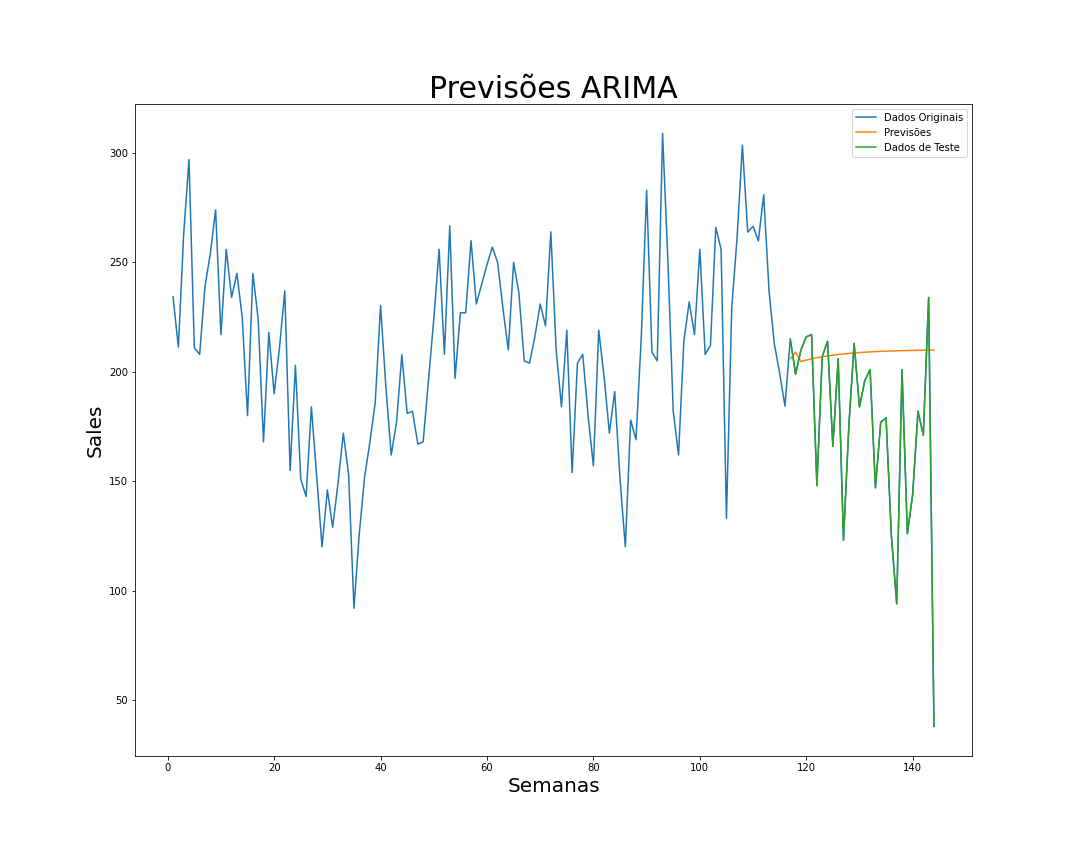 Previsões ARIMA
Dados Originais
Previsões
Dados de Teste
Sales
300
250
200
150
100
50
0 20 40 60 80 100 120 140
Semanas